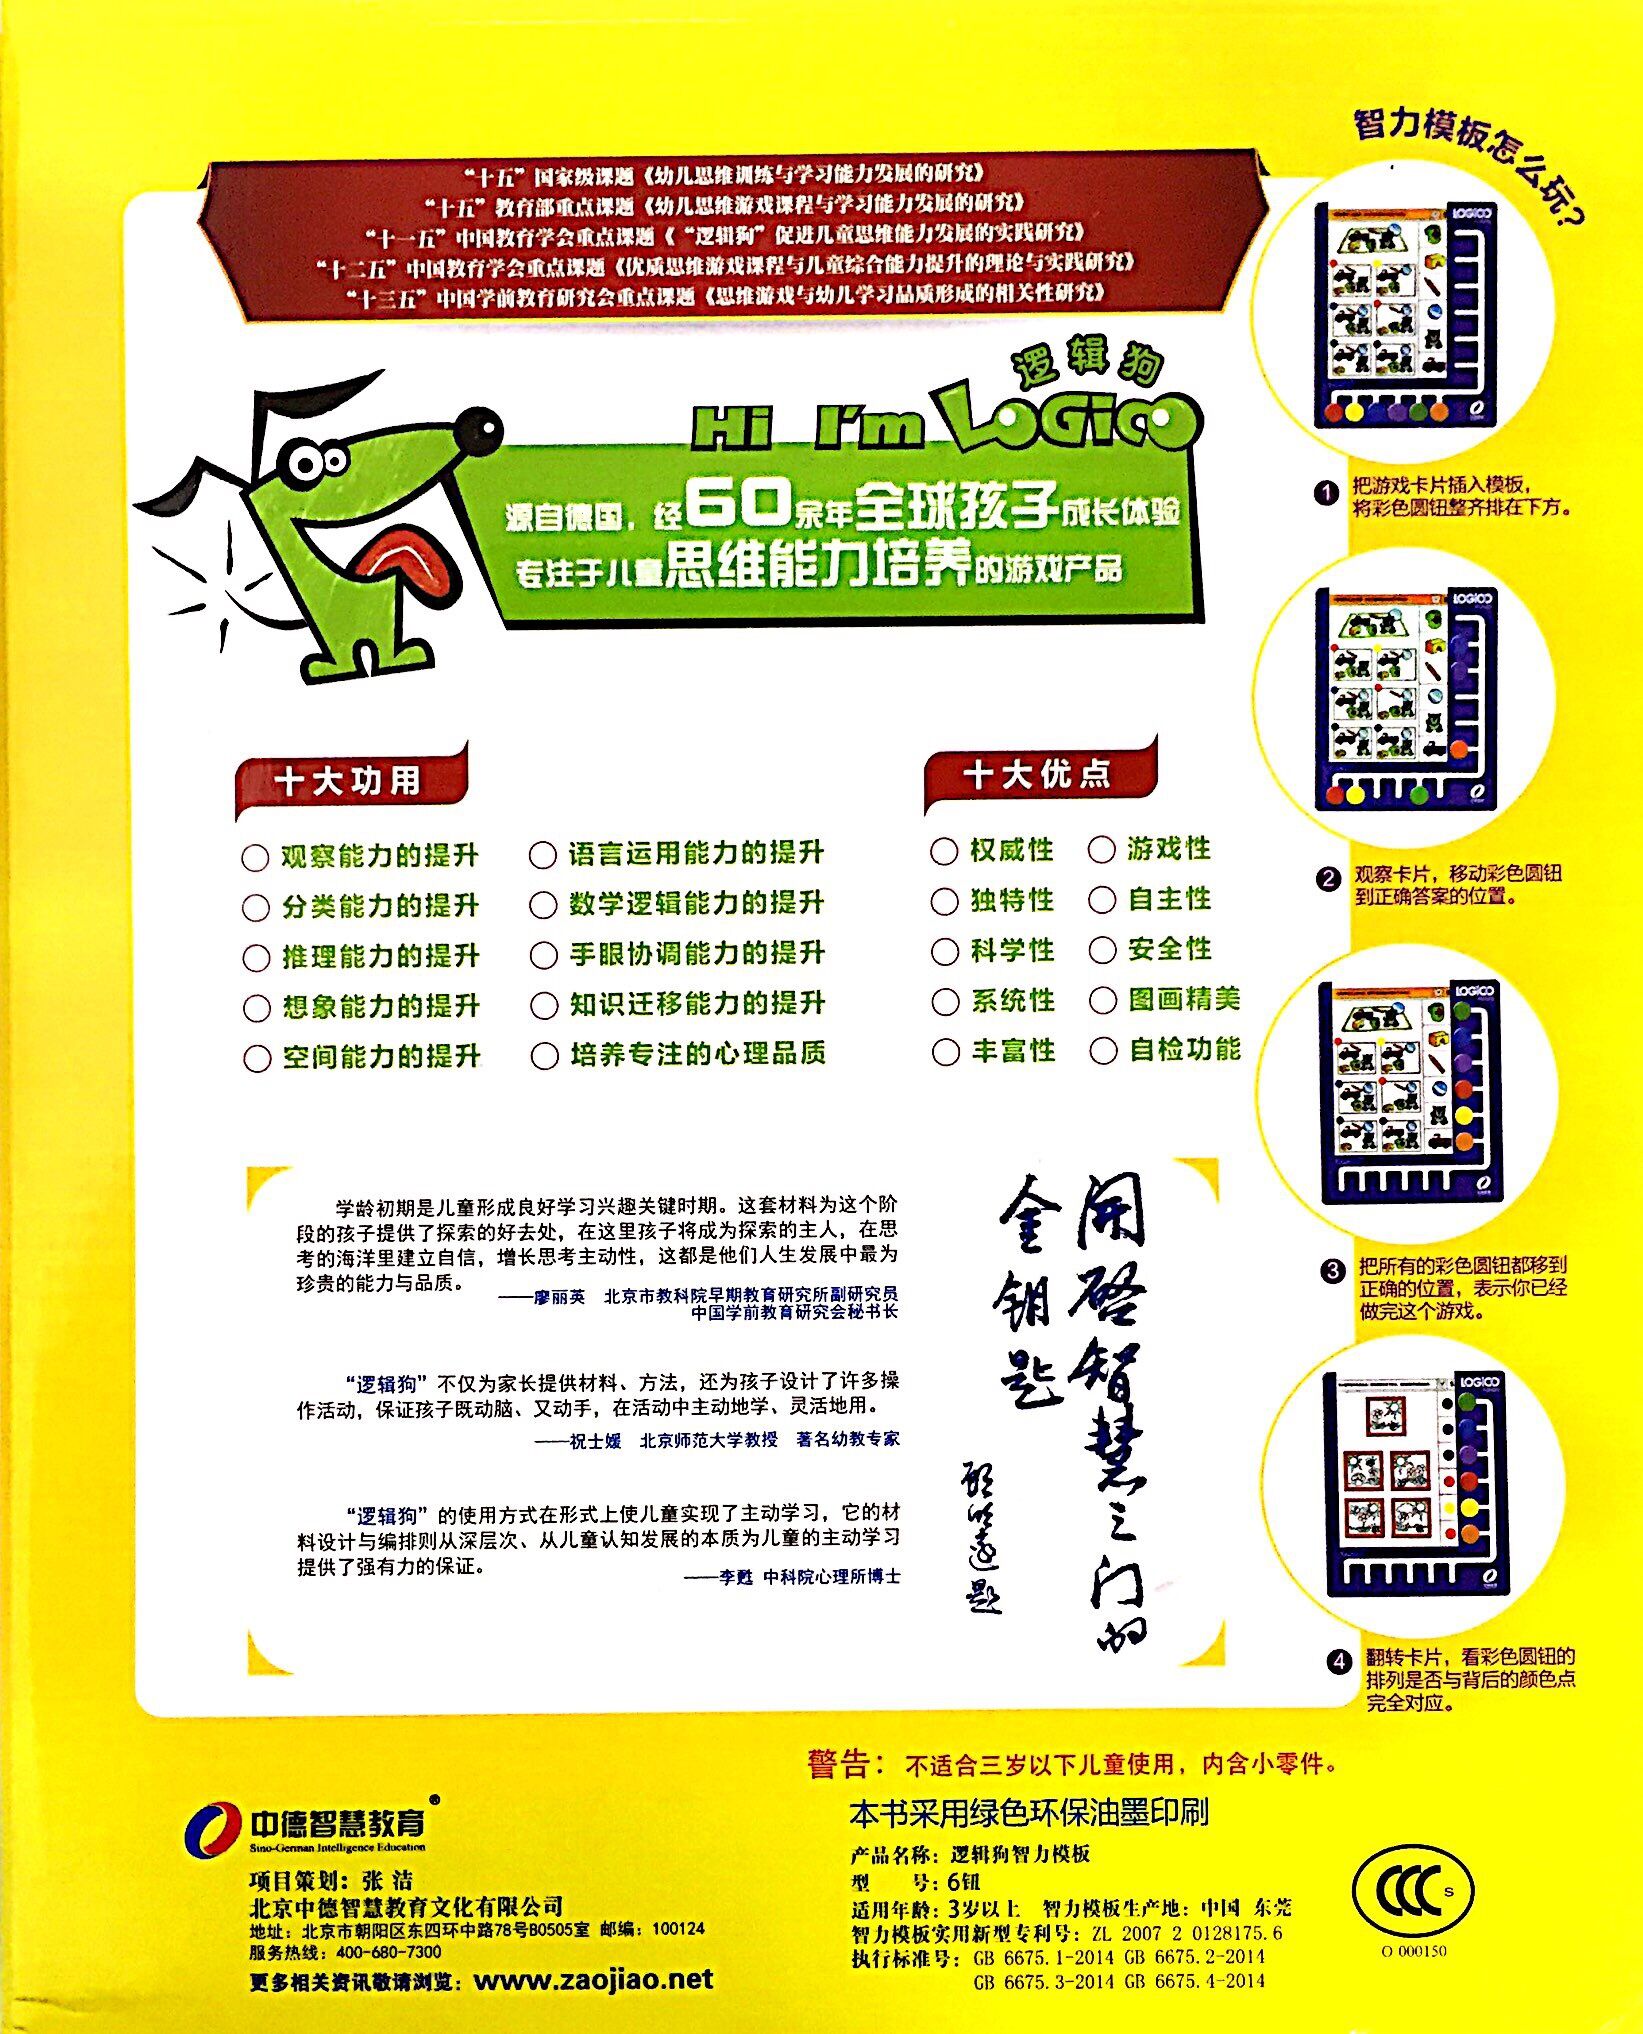 智力模板怎么玩？
“十五”国家级课题《幼儿思维训练与学习能力发展的研究》
“十五”教育部重点课题《幼儿思维游戏课程与学习能力发展的研究》
“十一五”中国教育学会重点课题《“逻辑狗”促进儿童思维能力发展的实践研究》
“十二五”中国教育学会重点课题《优质思维游戏课程与儿童综合能力提升的理论与实践研究》
“十三五”中国学前教育研究会重点课题《思维游戏与幼儿学习品质形成的相关性研究》
逻辑狗
Hi I'm LOGiCO
源自德国，经60余年全球孩子成长体验
专注于儿童思维能力培养的游戏产品
十大功用
观察能力的提升
分类能力的提升
推理能力的提升
想象能力的提升
空间能力的提升
语言运用能力的提升
数学逻辑能力的提升
手眼协调能力的提升
知识迁移能力的提升
培养专注的心理品质
十大优点
权威性
独特性
科学性
系统性
丰富性
游戏性
自主性
安全性
图画精美
自检功能
学龄初期是儿童形成良好学习兴趣关键时期。这套材料为这个阶
段的孩子提供了探索的好去处，在这里孩子将成为探索的主人，在思
考的海洋里建立自信，增长思考主动性，这都是他们人生发展中最为
珍贵的能力与品质。
——廖丽英 北京市教科院早期教育研究所副研究员
中国学前教育研究会秘书长
“逻辑狗”不仅为家长提供材料、方法，还为孩子设计了许多操
作活动，保证孩子既动脑、又动手，在活动中主动地学、灵活地用。
——祝士媛 北京师范大学教授 著名幼教专家
“逻辑狗”的使用方式在形式上使儿童实现了主动学习，它的材
料设计与编排则从深层次、从儿童认知发展的本质为儿童的主动学习
提供了强有力的保证。
——李甦 中科院心理所博士
开启智慧之门的
金钥匙
顾明远题
LOGICO
1 把游戏卡片插入模板，
将彩色圆钮整齐排在下方。
LOGICO
2 观察卡片，移动彩色圆钮
到正确答案的位置。
LOGICO
3 把所有的彩色圆钮都移到
正确的位置，表示你已经
做完这个游戏。
LOGICO
4 翻转卡片，看彩色圆钮的
排列是否与背后的颜色点
完全对应。
警告：不适合三岁以下儿童使用，内含小零件。
本书采用绿色环保油墨印刷
产品名称：逻辑狗智力模板
型 号：6钮
适用年龄：3岁以上 智力模板生产地：中国 东莞
智力模板实用新型专利号：ZL 2007 2 0128175.6
执行标准号：GB 6675.1-2014 GB 6675.2-2014
GB 6675.3-2014 GB 6675.4-2014
CCC S
O 000150
中德智慧教育®
Sino-German Intelligence Education
项目策划：张 洁
北京中德智慧教育文化有限公司
地址：北京市朝阳区东四环中路78号B0505室 邮编：100124
服务热线：400-680-7300
更多相关资讯敬请浏览：www.zaojiao.net